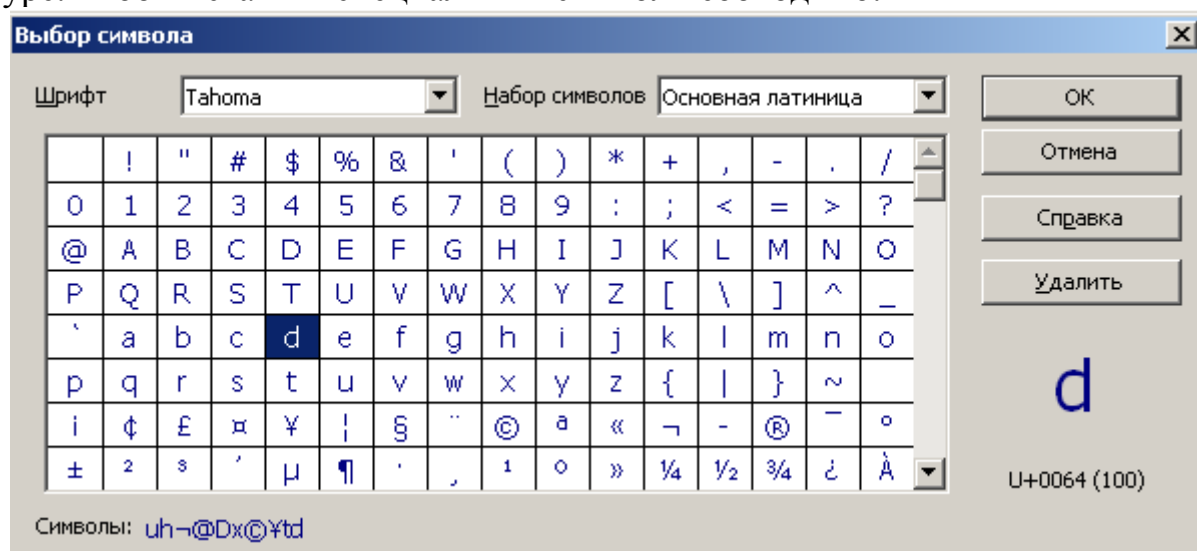 Выбор символа
Шрифт Tahoma Набор символов Основная латиница OK
! " # $ % & ' ( ) * + , - . / Отмена
0 1 2 3 4 5 6 7 8 9 : ; < = > ? Справка
@ A B C D E F G H I J K L M N O
P Q R S T U V W X Y Z [ \ ] ^ _ Удалить
` a b c d e f g h i j k l m n o
p q r s t u v w x y z { | } ~ d
¡ ¢ £ ¤ ¥ ¦ § ¨ © ª « ¬ - ® ¯ °
± ² ³ ´ µ ¶ · ¸ ¹ º » ¼ ½ ¾ ¿ À U+0064 (100)
Символы: uh¬@Dx©¥td